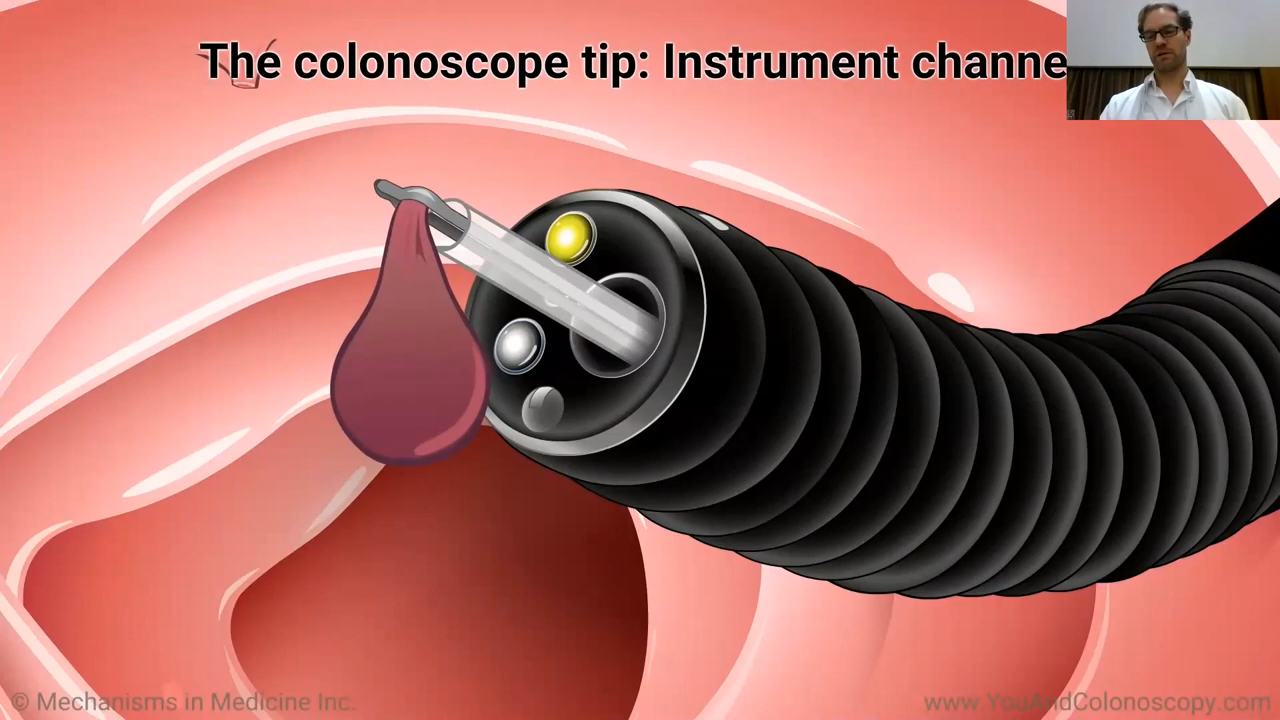 The colonoscope tip: Instrument channe
© Mechanisms in Medicine Inc.
www.YouAndColonoscopy.com